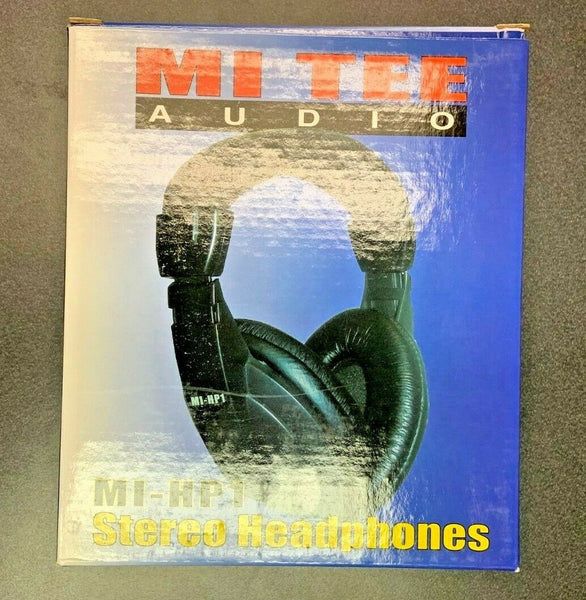 MI TEE
AUDIO
MI-HP1
MI-HP1
Stereo Headphones